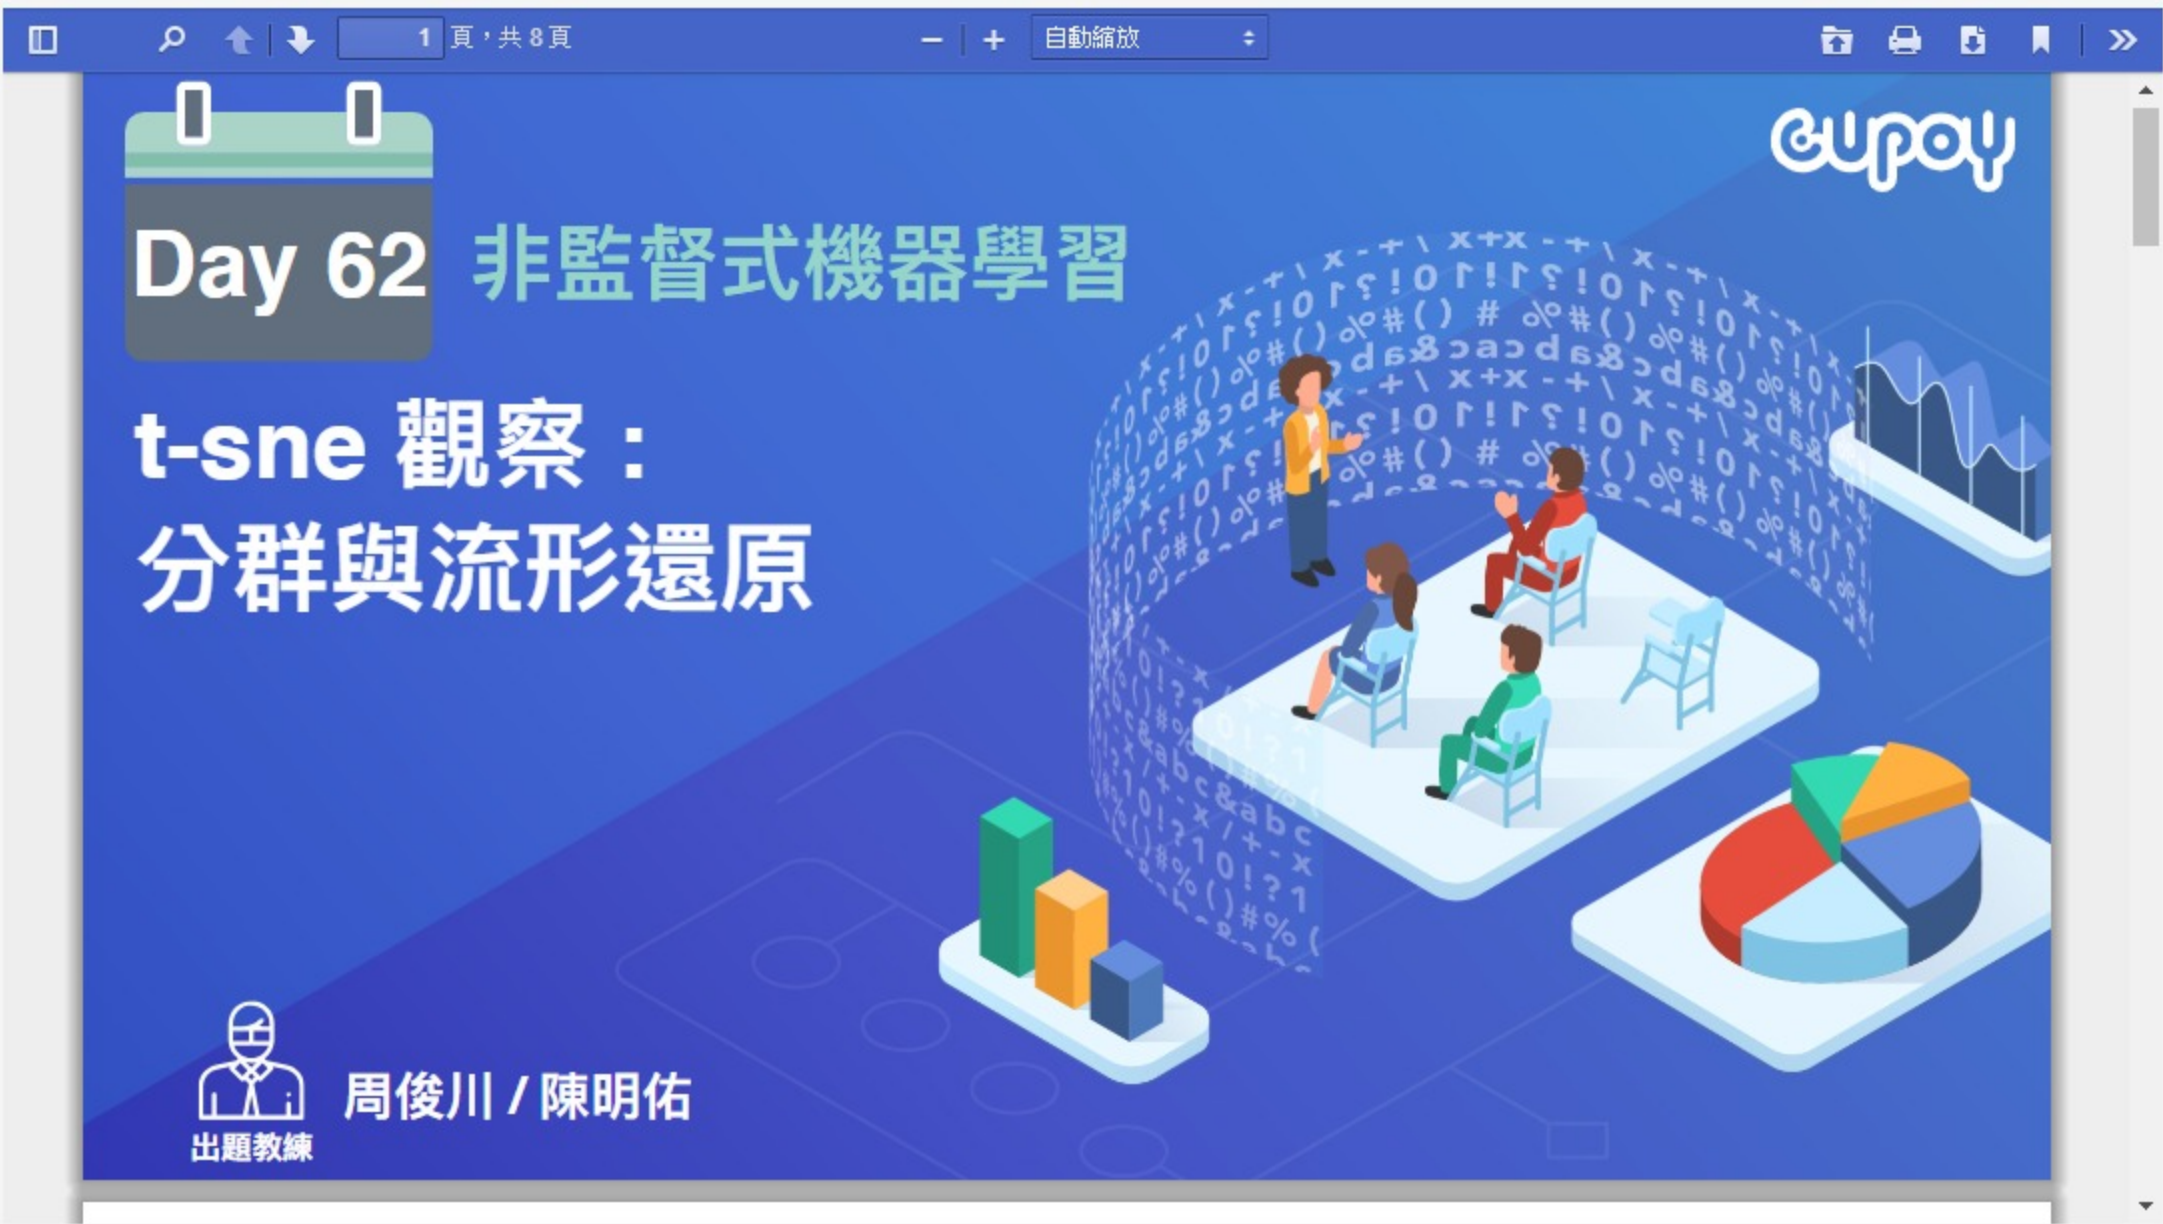 1 頁，共 8 頁
自動縮放
cupoy
Day 62
非監督式機器學習
t-sne 觀察：
分群與流形還原
周俊川 / 陳明佑
出題教練